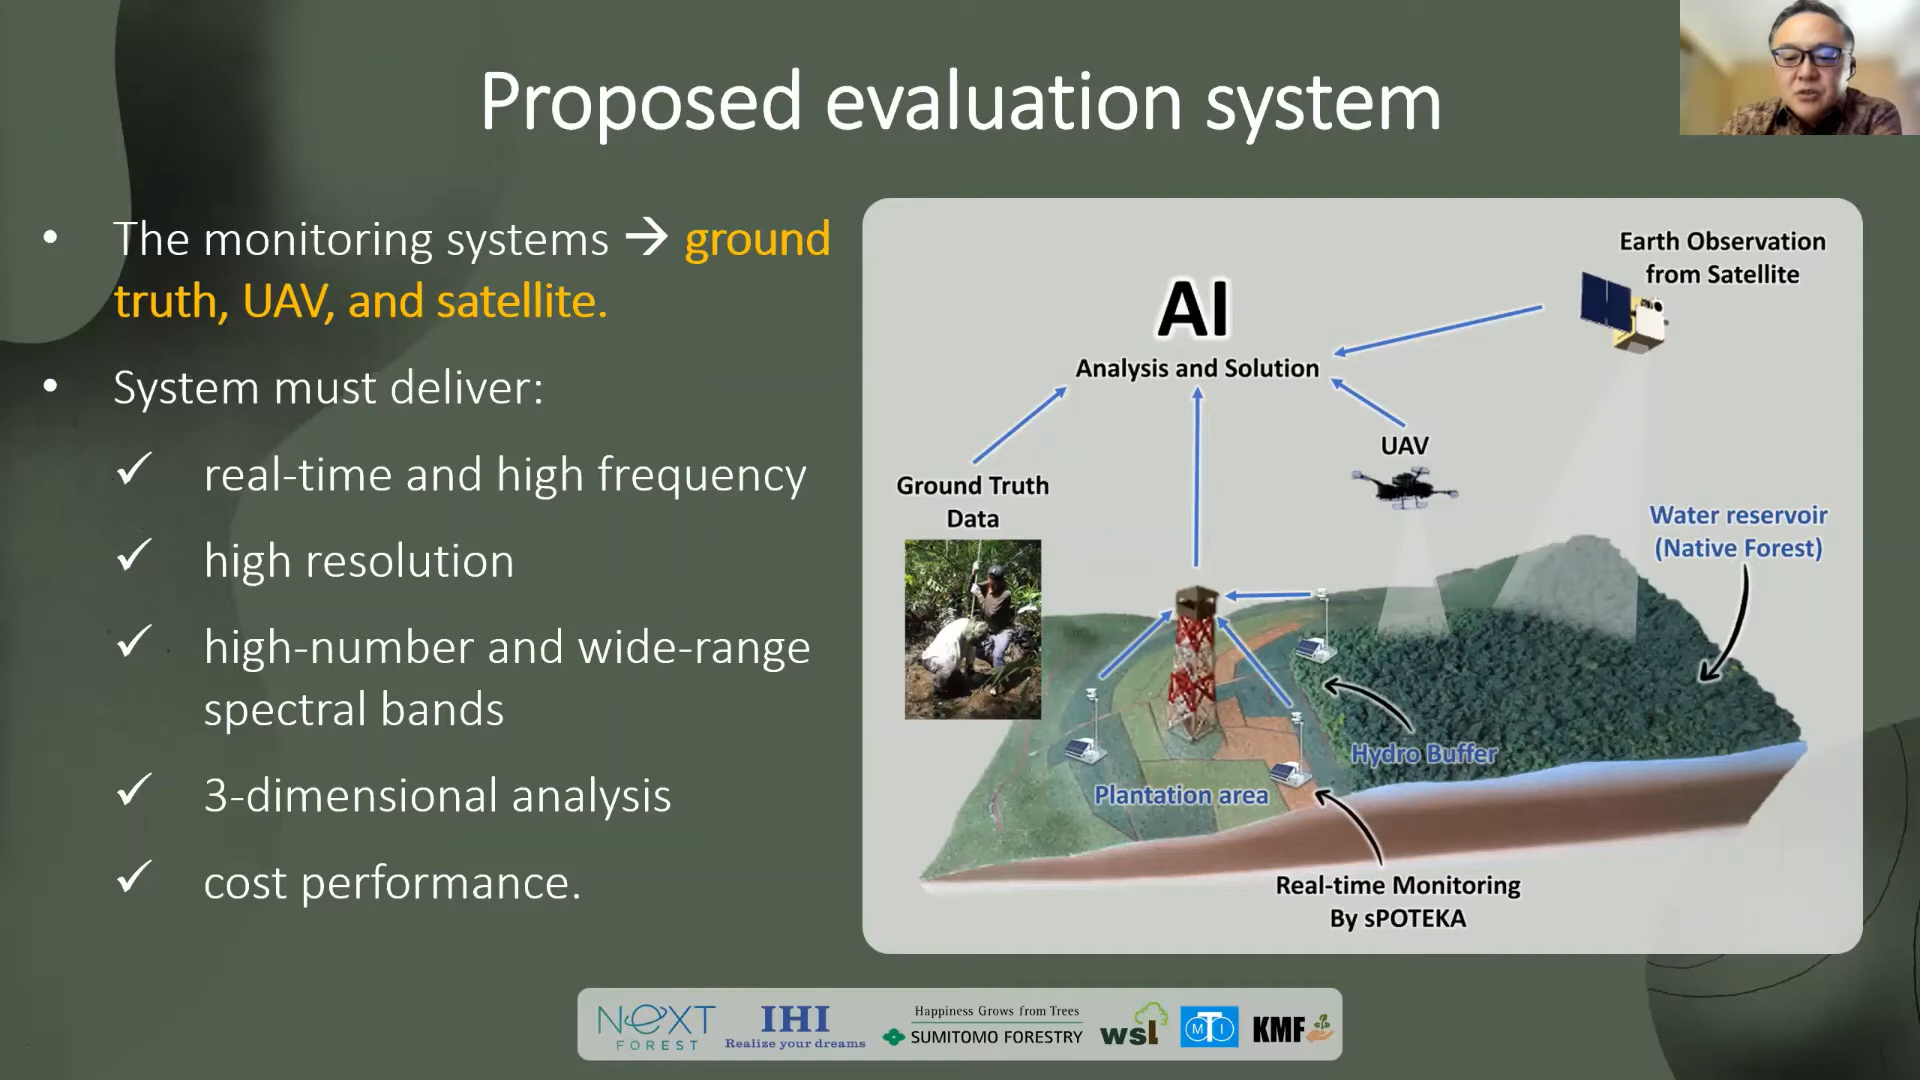 Proposed evaluation system
• The monitoring systems → ground
truth, UAV, and satellite.
• System must deliver:
✓ real-time and high frequency
✓ high resolution
✓ high-number and wide-range
spectral bands
✓ 3-dimensional analysis
✓ cost performance.
Earth Observation
from Satellite
AI
Analysis and Solution
UAV
Ground Truth
Data
Water reservoir
(Native Forest)
Hydro Buffer
Plantation area
Real-time Monitoring
By sPOTEKA
NeXT
FOREST
IHI
Realize your dreams
Happiness Grows from Trees
SUMITOMO FORESTRY
wsl
MTI
KMF